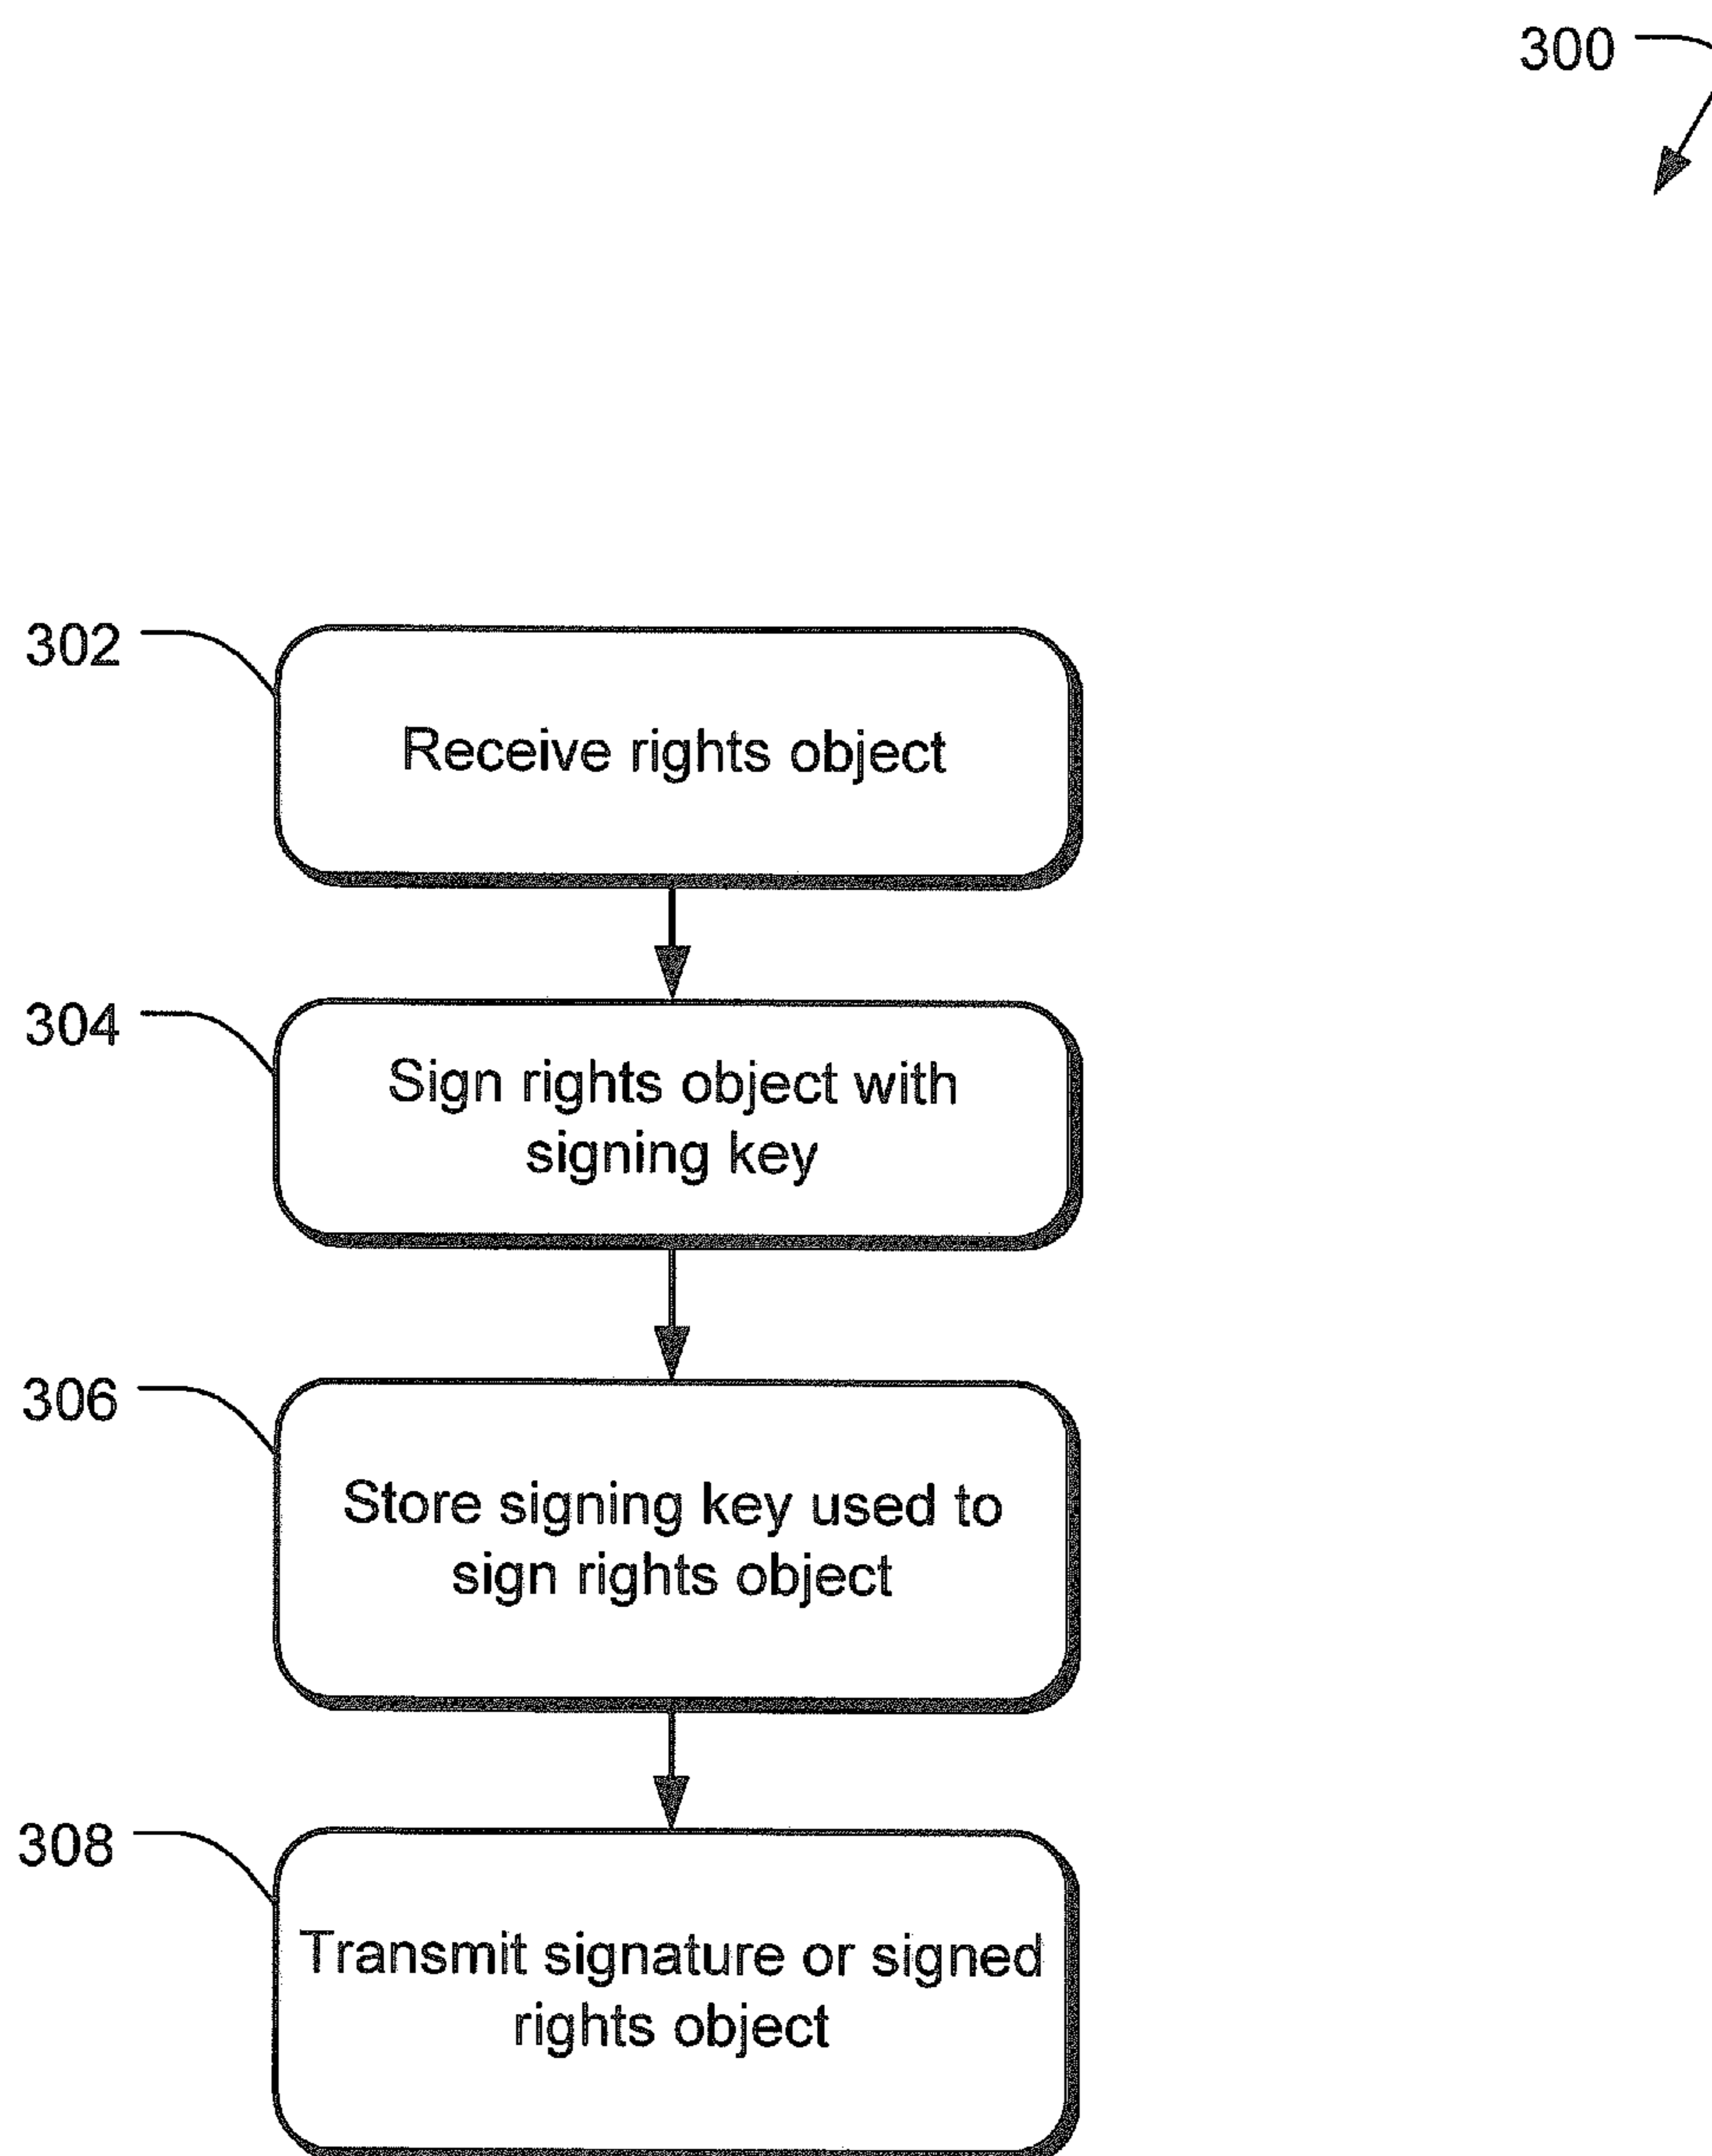 300
302
Receive rights object
304
Sign rights object with
signing key
306
Store signing key used to
sign rights object
308
Transmit signature or signed
rights object